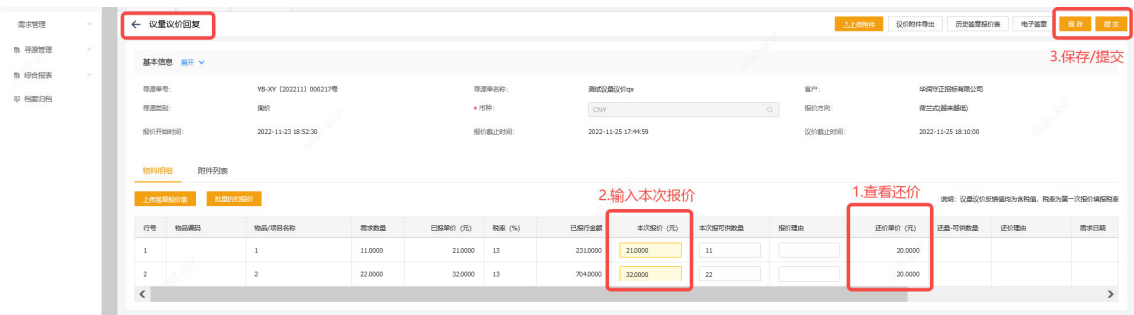 需求管理
← 议量议价回复
上传附件 议价附件导出 历史签章报价表 电子签章 保存 提交
寻源管理
3.保存/提交
综合报表
基本信息 展开
档案归档
寻源单号: YB-XY (202211) 000217号 寻源单名称: 测试议量议价qx 客户: 华润守正招标有限公司
寻源类别: 询价 * 币种: CNY 报价方向: 荷兰式(越来越低)
报价开始时间: 2022-11-23 18:52:30 报价截止时间: 2022-11-25 17:44:59 议价截止时间: 2022-11-25 18:10:00
物料明细 附件列表
2.输入本次报价 1.查看还价
上传签章报价表 批量折扣报价 说明: 议量议价反馈值均为含税值, 税率为第一次报价填报税率
行号 物品编码 物品/项目名称 需求数量 已报单价 (元) 税率 (%) 已报行金额 本次报价 (元) 本次报可供数量 报价理由 还价单价 (元) 还量-可供数量 还价理由 需求日期
1 1 11.0000 21.0000 13 231.0000 21.0000 11 20.0000
2 2 22.0000 32.0000 13 704.0000 32.0000 22 20.0000